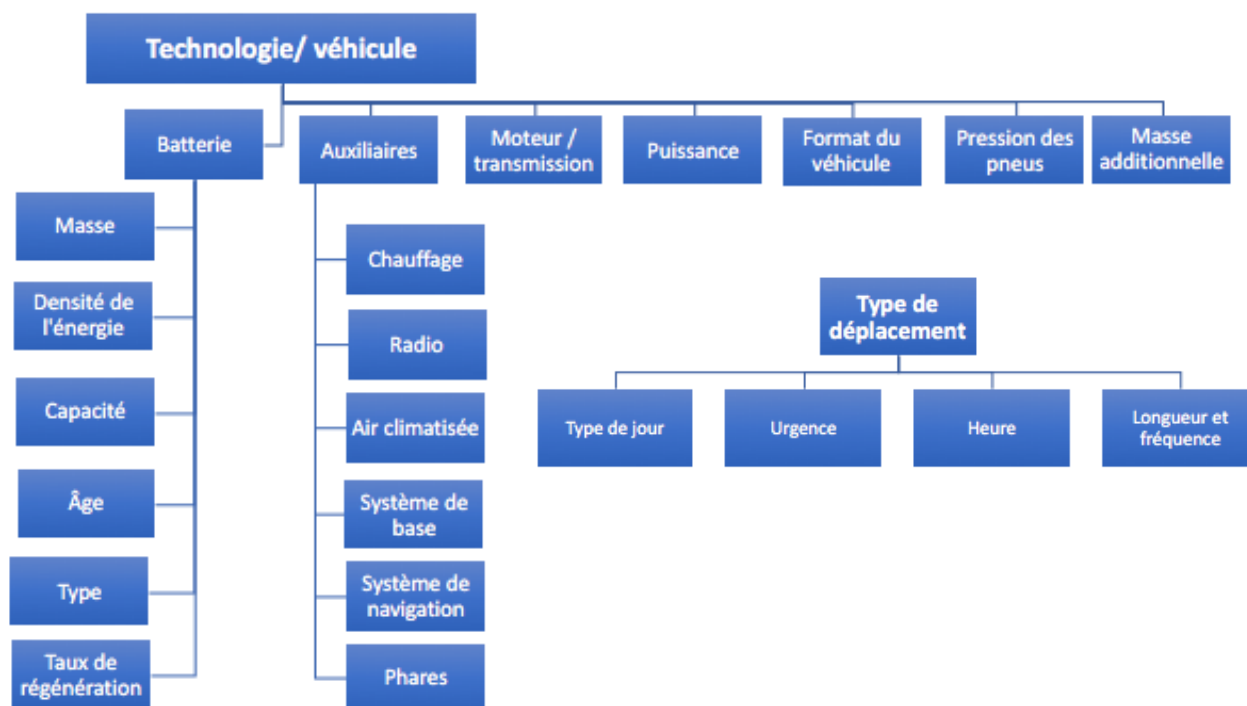 Technologie/ véhicule
Batterie
Auxiliaires
Moteur /
transmission
Puissance
Format du
véhicule
Pression des
pneus
Masse
additionnelle
Masse
Densité de
l'énergie
Capacité
Âge
Type
Taux de
régénération
Chauffage
Radio
Air climatisée
Système de
base
Système de
navigation
Phares
Type de
déplacement
Type de jour
Urgence
Heure
Longueur et
fréquence